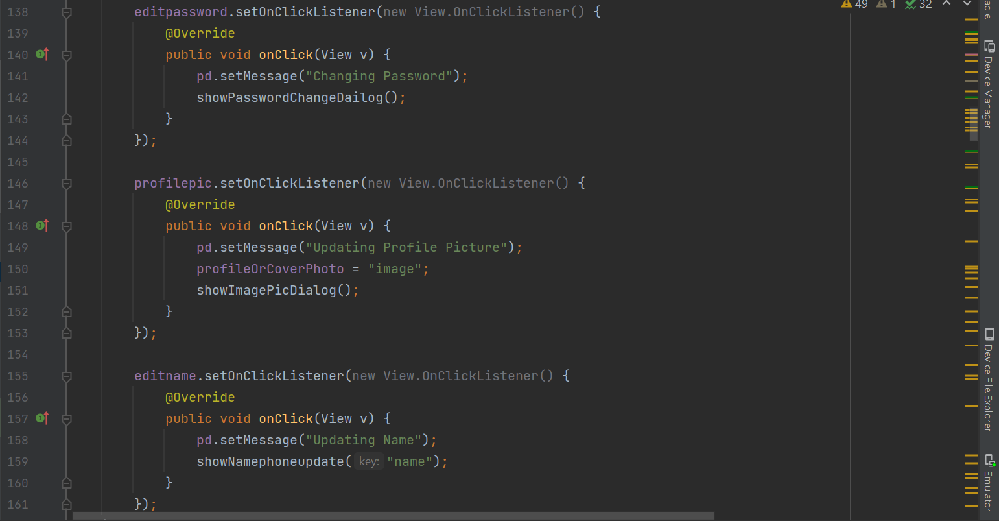 138 editpassword.setOnClickListener(new View.OnClickListener() {
139 @Override
140 public void onClick(View v) {
141 pd.setMessage("Changing Password");
142 showPasswordChangeDailog();
143 }
144 });
145
146 profilepic.setOnClickListener(new View.OnClickListener() {
147 @Override
148 public void onClick(View v) {
149 pd.setMessage("Updating Profile Picture");
150 profileOrCoverPhoto = "image";
151 showImagePicDialog();
152 }
153 });
154
155 editname.setOnClickListener(new View.OnClickListener() {
156 @Override
157 public void onClick(View v) {
158 pd.setMessage("Updating Name");
159 showNamephoneupdate( key: "name");
160 }
161 });
49 1 32
adle
Device Manager
Device File Explorer
Emulator